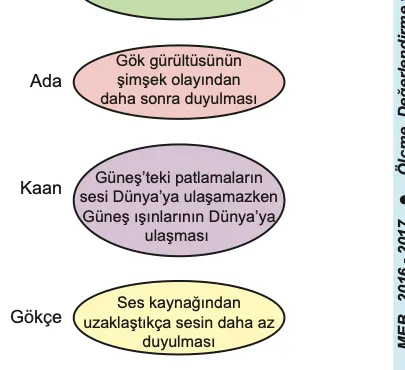 Ada
Gök gürültüsünün
şimşek olayından
daha sonra duyulması
Kaan
Güneş'teki patlamaların
sesi Dünya'ya ulaşamazken
Güneş ışınlarının Dünya'ya
ulaşması
Gökçe
Ses kaynağından
uzaklaştıkça sesin daha az
duyulması
MEB 2016 - 2017 ● Ölçme, Değerlendirme